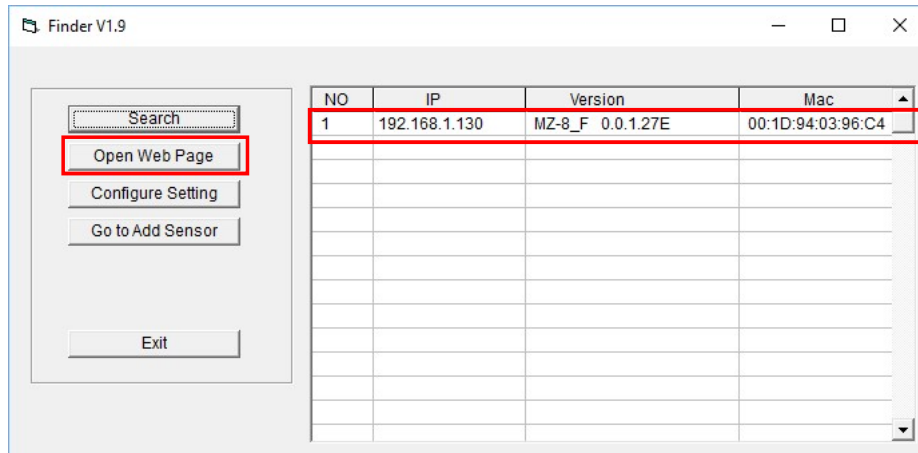 Finder V1.9
Search
Open Web Page
Configure Setting
Go to Add Sensor
Exit
NO IP Version Mac
1 192.168.1.130 MZ-8_F 0.0.1.27E 00:1D:94:03:96:C4